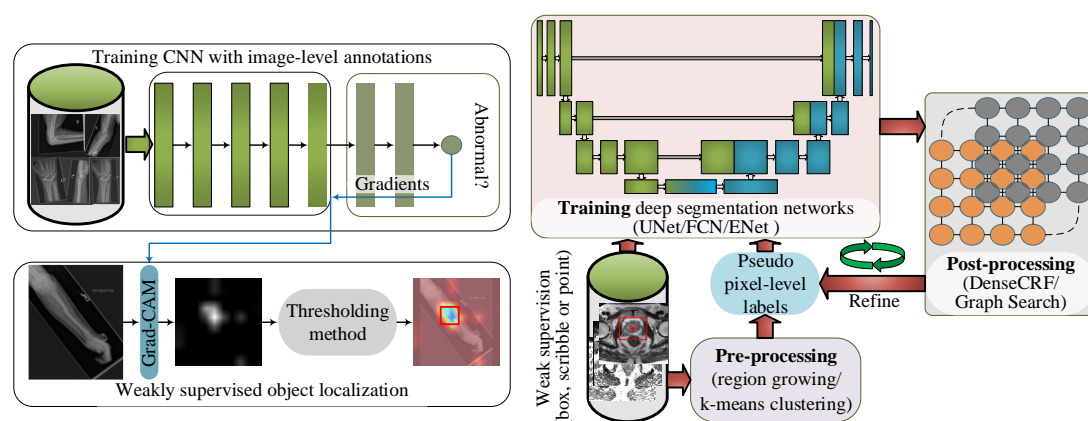 Training CNN with image-level annotations
Abnormal?
Gradients
Grad-CAM
Thresholding
method
Weakly supervised object localization
Training deep segmentation networks
(UNet/FCN/ENet )
Weak supervision
box, scribble or point)
Pseudo
pixel-level
labels
Refine
Pre-processing
(region growing/
k-means clustering)
Post-processing
(DenseCRF/
Graph Search)